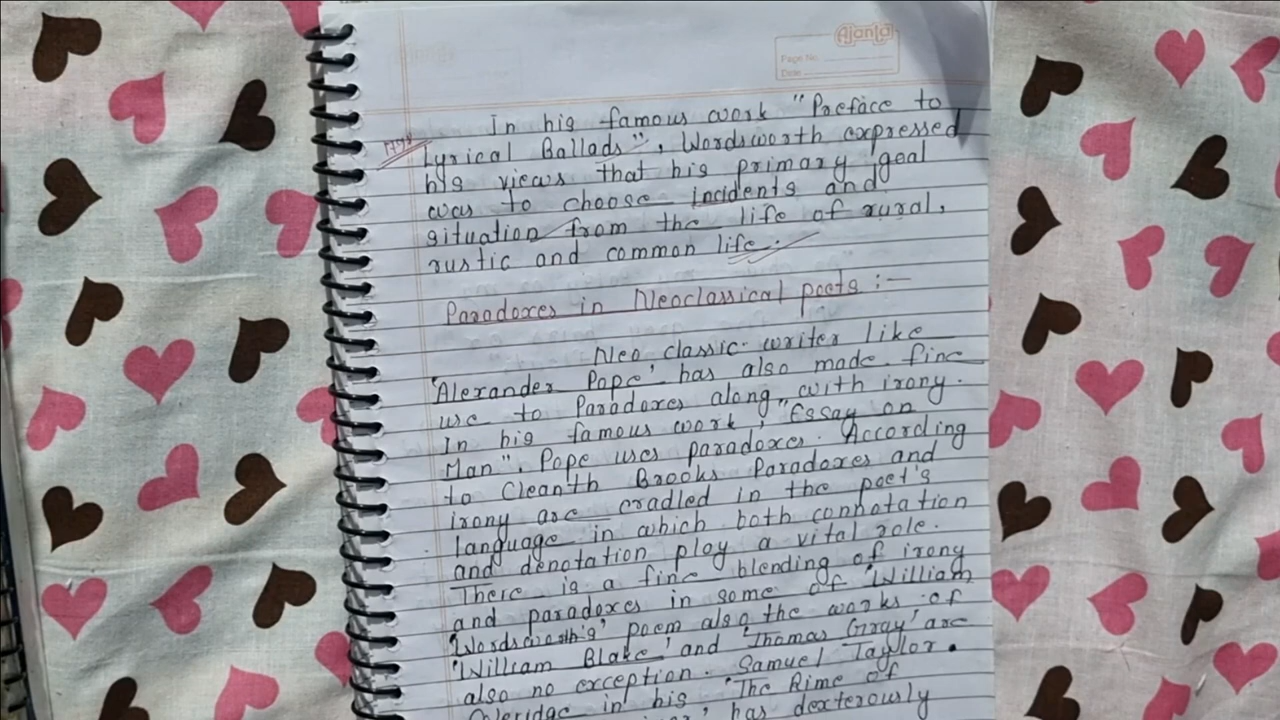 Ajanta
Page No.
Date
In his famous work "Preface to
1798
Lyrical Ballads", Wordsworth expressed
his views that his primary goal
was to choose incidents and
situation from the life of rural,
rustic and common life.
Paradoxes in Neoclassical poets :-
Neo classic writer like
'Alexander Pope' has also made fine
use to Paradoxes along with irony.
In his famous work, "Essay on
Man", Pope uses paradoxes. According
to Cleanth Brooks Paradoxes and
irony are cradled in the poet's
language in which both connotation
and denotation play a vital role.
There is a fine blending of irony
and paradoxes in some of 'William
Wordsworth's' poem also the works of
'William Blake' and 'Thomas Gray' are
also no exception. Samuel Taylor
Coleridge in his 'The Rime of
has dexterously